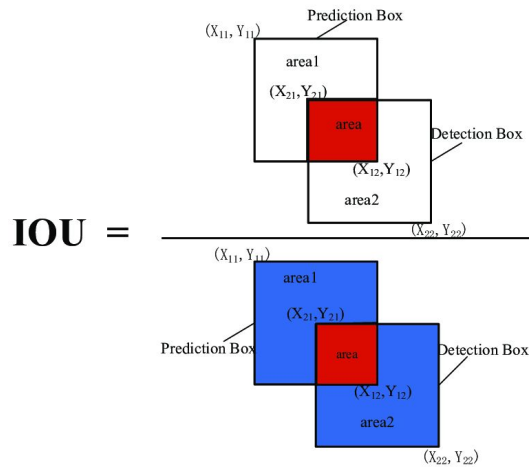 Prediction Box
(X₁₁,Y₁₁)
area1
(X₂₁,Y₂₁)
area
Detection Box
(X₁₂,Y₁₂)
area2
(X₂₂,Y₂₂)
IOU =
(X₁₁,Y₁₁)
area1
(X₂₁,Y₂₁)
Prediction Box
area
Detection Box
(X₁₂,Y₁₂)
area2
(X₂₂,Y₂₂)